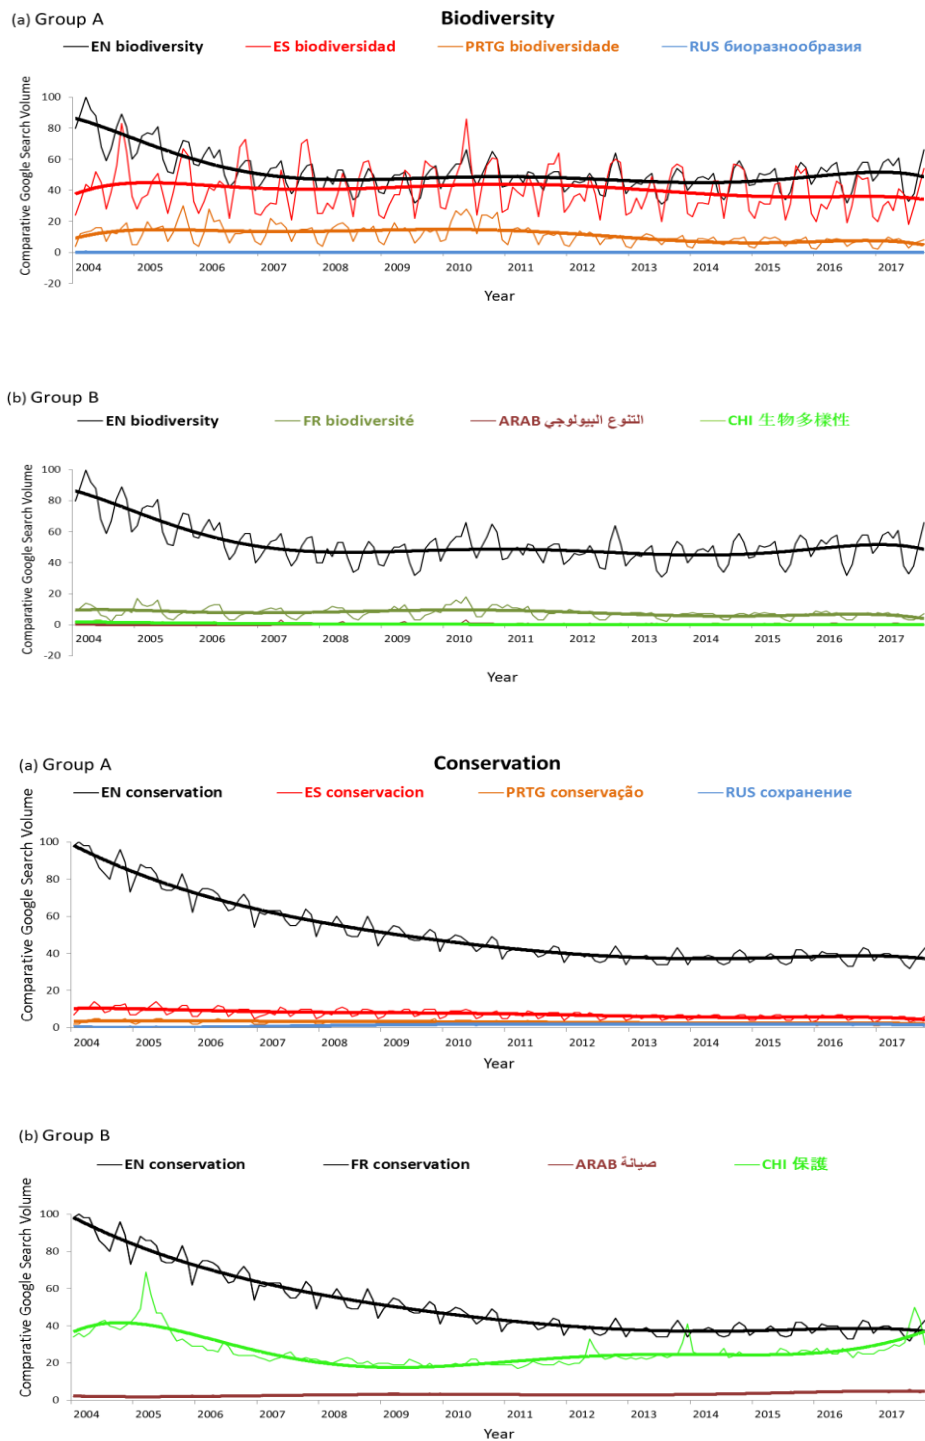 Biodiversity
(a) Group A
EN biodiversity ES biodiversidad PRTG biodiversidade RUS биоразнообразия
Comparative Google Search Volume
100
80
60
40
20
0
-20
2004 2005 2006 2007 2008 2009 2010 2011 2012 2013 2014 2015 2016 2017
Year
(b) Group B
EN biodiversity FR biodiversité ARAB التنوع البيولوجي CHI 生物多樣性
Comparative Google Search Volume
100
80
60
40
20
0
-20
2004 2005 2006 2007 2008 2009 2010 2011 2012 2013 2014 2015 2016 2017
Year
Conservation
(a) Group A
EN conservation ES conservacion PRTG conservação RUS сохранение
Comparative Google Search Volume
100
80
60
40
20
0
2004 2005 2006 2007 2008 2009 2010 2011 2012 2013 2014 2015 2016 2017
Year
(b) Group B
EN conservation FR conservation ARAB صيانة CHI 保護
Comparative Google Search Volume
100
80
60
40
20
0
2004 2005 2006 2007 2008 2009 2010 2011 2012 2013 2014 2015 2016 2017
Year